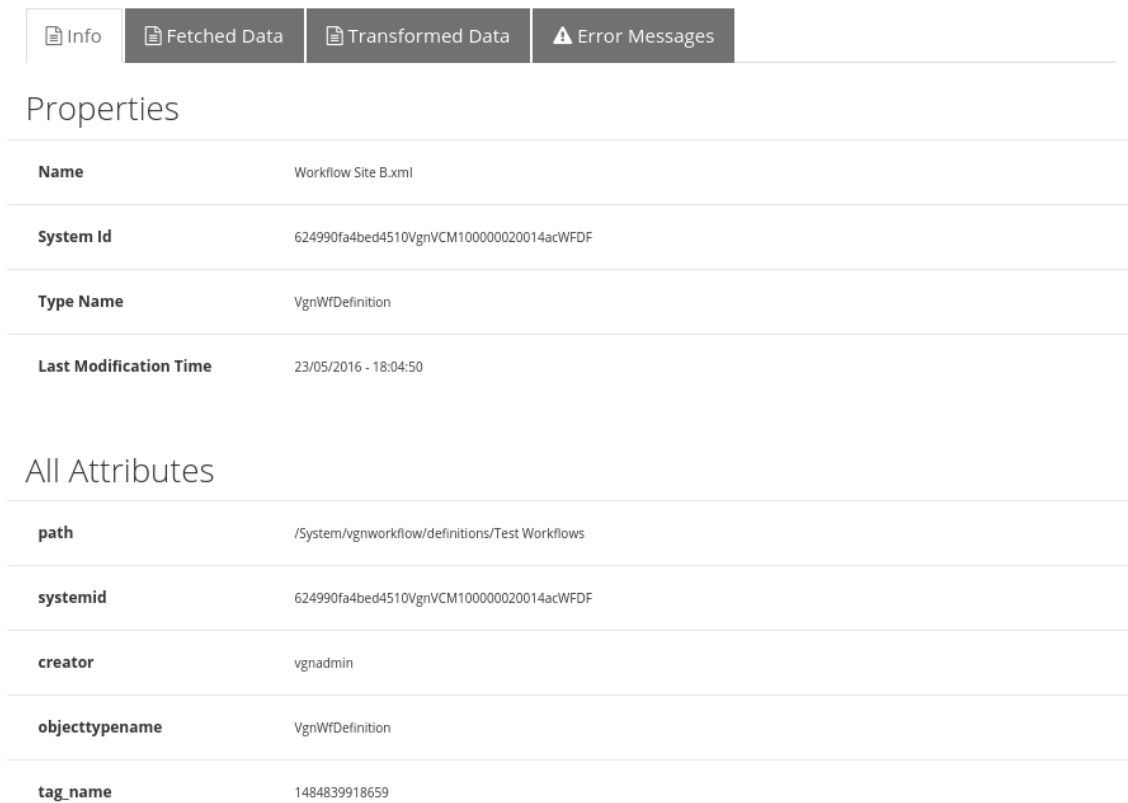 Info Fetched Data Transformed Data Error Messages
Properties
Name Workflow Site B.xml
System Id 624990fa4bed4510VgnVCM100000020014acWFDF
Type Name VgnWfDefinition
Last Modification Time 23/05/2016 - 18:04:50
All Attributes
path /System/vgnworkflow/definitions/Test Workflows
systemid 624990fa4bed4510VgnVCM100000020014acWFDF
creator vgnadmin
objecttypename VgnWfDefinition
tag_name 1484839918659